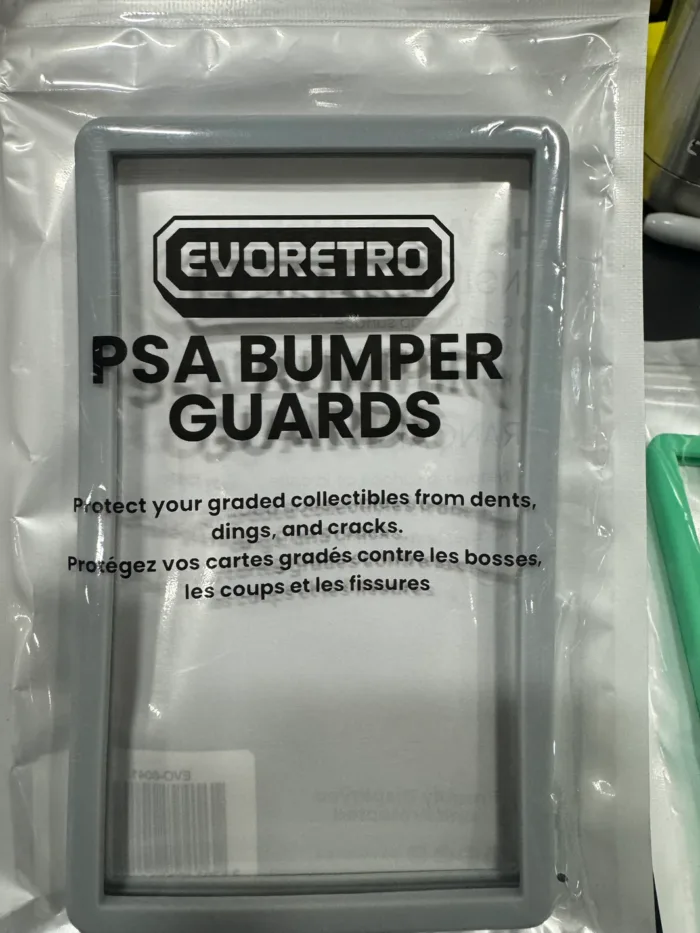 EVORETRO
PSA BUMPER
GUARDS
Protect your graded collectibles from dents,
dings, and cracks.
Protégez vos cartes gradés contre les bosses,
les coups et les fissures